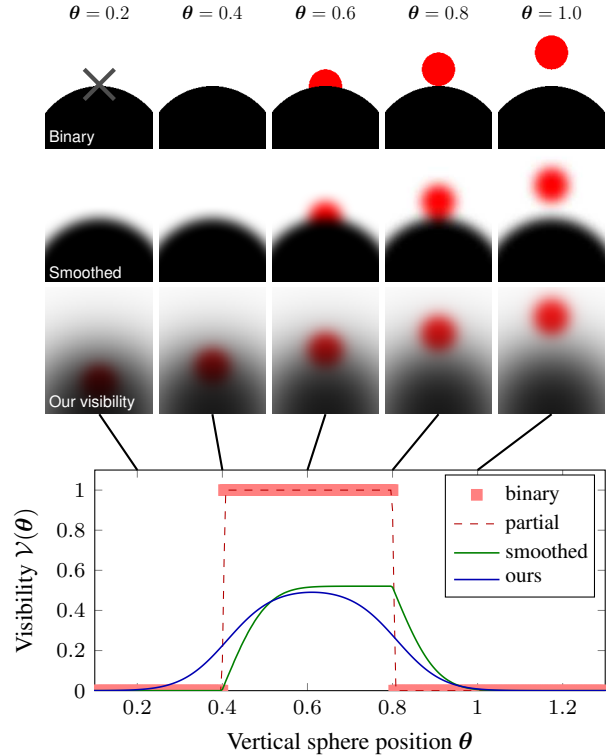 θ = 0.2 θ = 0.4 θ = 0.6 θ = 0.8 θ = 1.0
Binary
Smoothed
Our visibility
1
0.8
0.6
0.4
0.2
0
Visibility 𝒱(θ)
binary
partial
smoothed
ours
0.2 0.4 0.6 0.8 1 1.2
Vertical sphere position θ